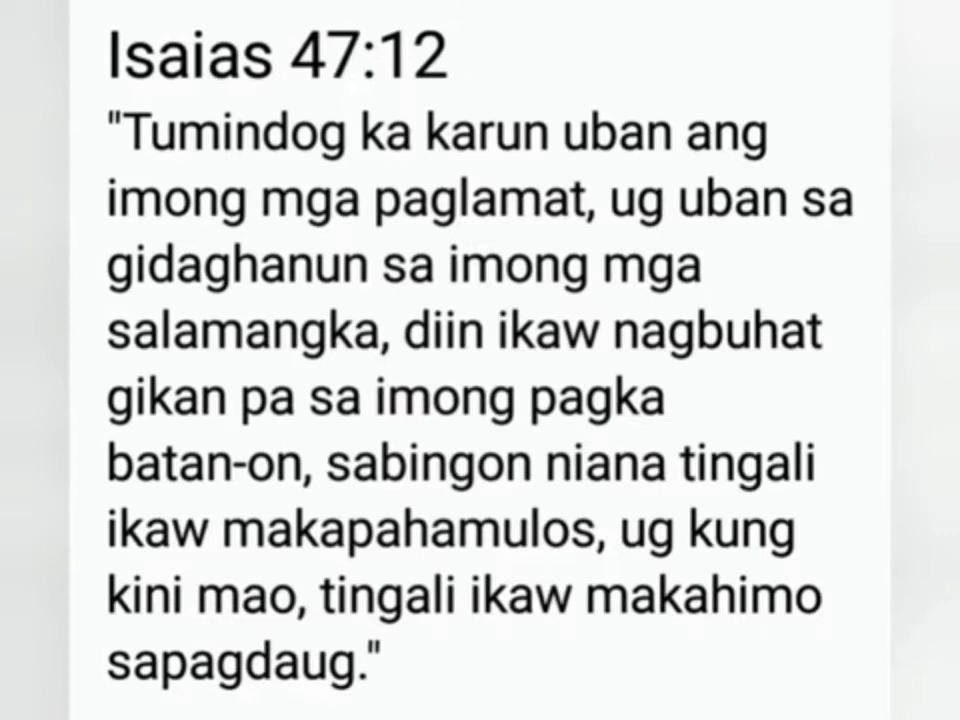 Isaias 47:12
"Tumindog ka karun uban ang
imong mga paglamat, ug uban sa
gidaghanun sa imong mga
salamangka, diin ikaw nagbuhat
gikan pa sa imong pagka
batan-on, sabingon niana tingali
ikaw makapahamulos, ug kung
kini mao, tingali ikaw makahimo
sapagdaug."